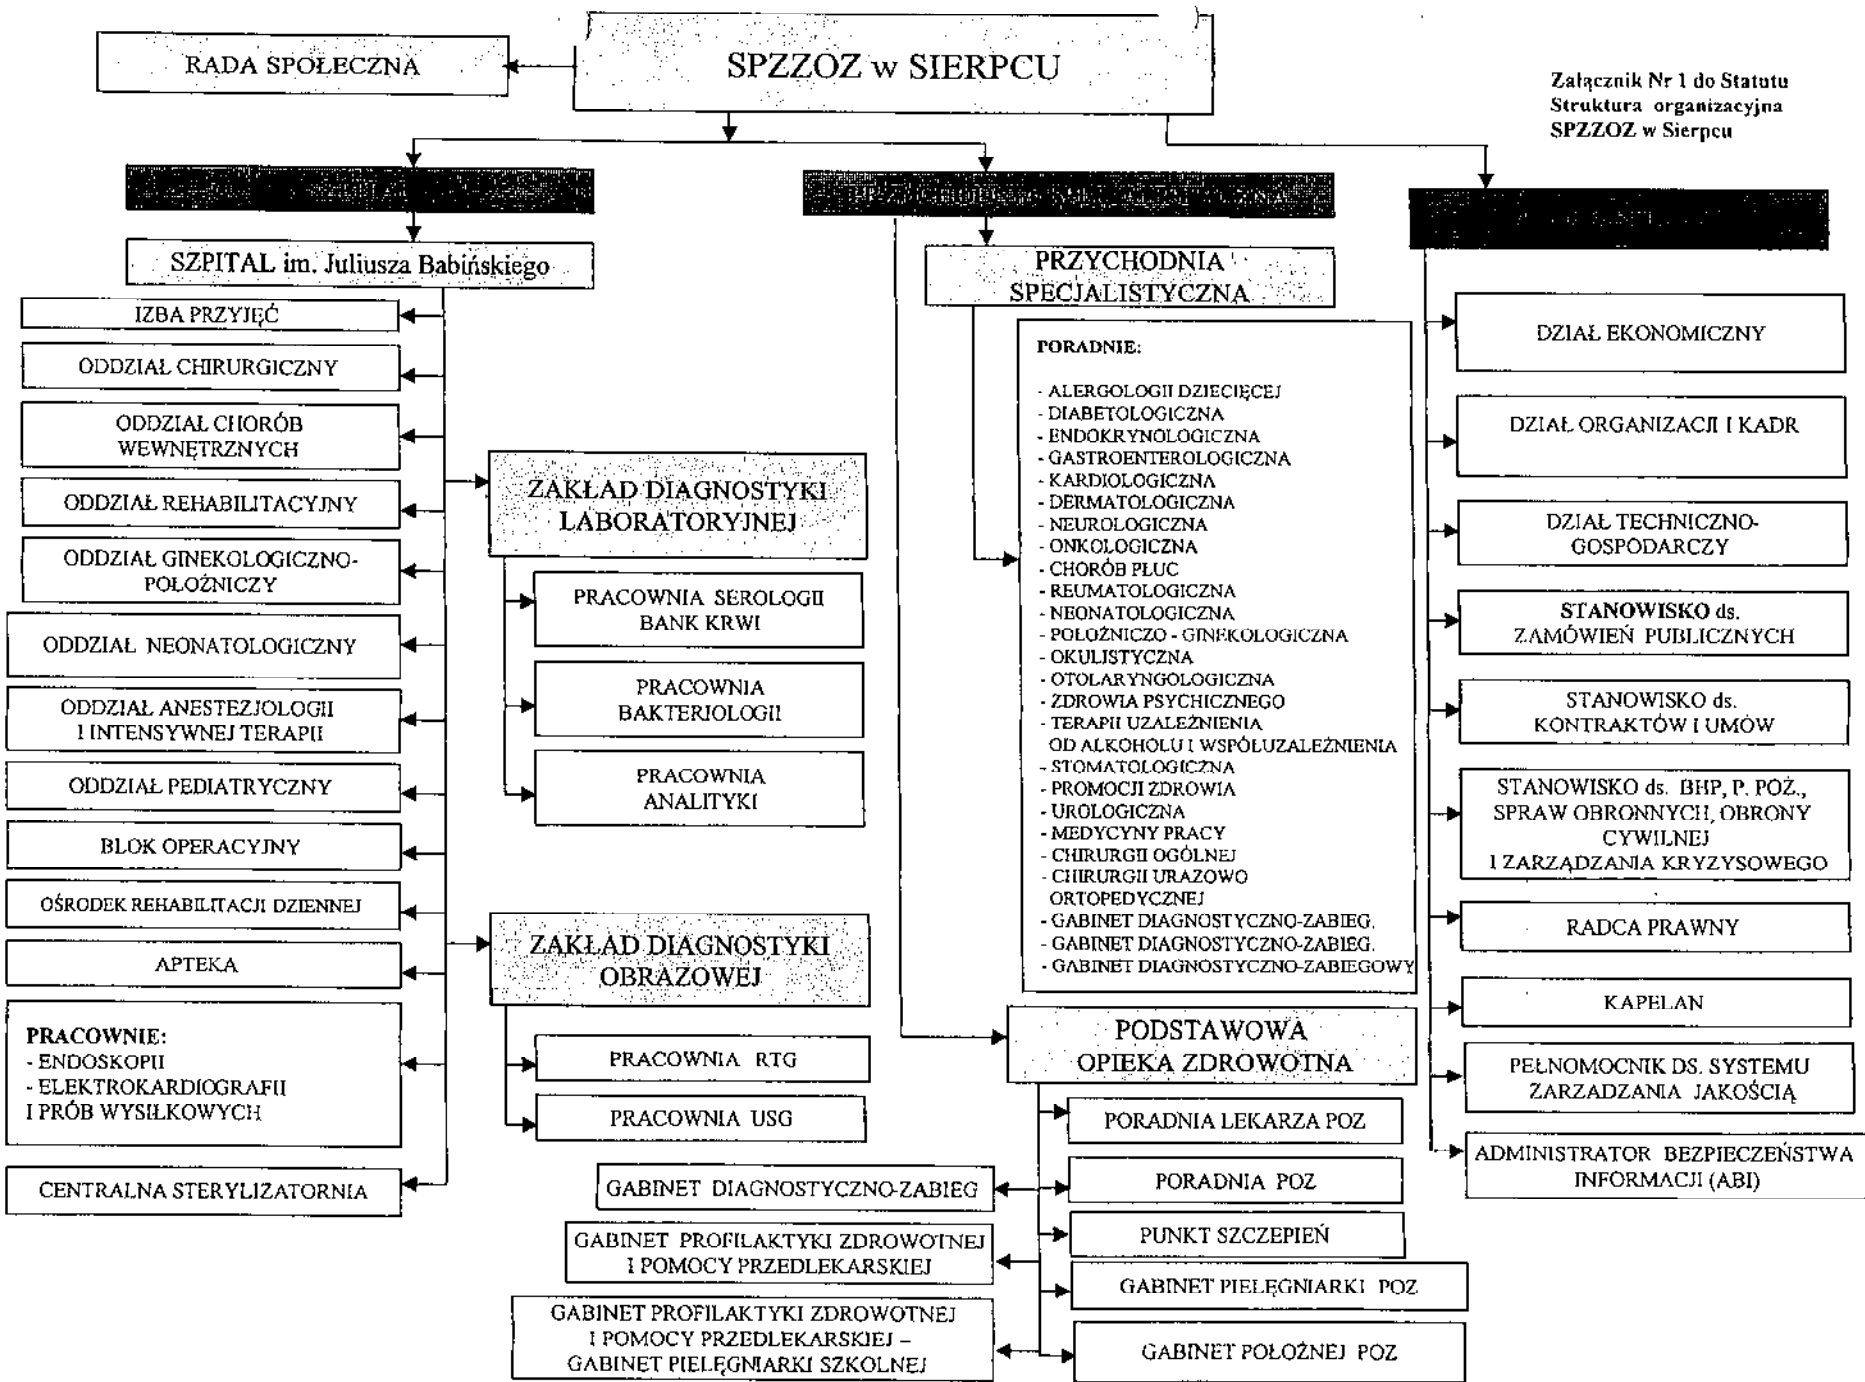 RADA SPOŁECZNA
SPZZOZ w SIERPCU
Załącznik Nr 1 do Statutu
Struktura organizacyjna
SPZZOZ w Sierpcu
SZPITAL im. Juliusza Babińskiego
IZBA PRZYJĘĆ
ODDZIAŁ CHIRURGICZNY
ODDZIAŁ CHORÓB
WEWNĘTRZNYCH
ODDZIAŁ REHABILITACYJNY
ODDZIAŁ GINEKOLOGICZNO-
POŁOŻNICZY
ODDZIAŁ NEONATOLOGICZNY
ODDZIAŁ ANESTEZJOLOGII
I INTENSYWNEJ TERAPII
ODDZIAŁ PEDIATRYCZNY
BLOK OPERACYJNY
OŚRODEK REHABILITACJI DZIENNEJ
APTEKA
PRACOWNIE:
- ENDOSKOPII
- ELEKTROKARDIOGRAFII
I PRÓB WYSIŁKOWYCH
CENTRALNA STERYLIZATORNIA
ZAKŁAD DIAGNOSTYKI
LABORATORYJNEJ
PRACOWNIA SEROLOGII
BANK KRWI
PRACOWNIA
BAKTERIOLOGII
PRACOWNIA
ANALITYKI
ZAKŁAD DIAGNOSTYKI
OBRAZOWEJ
PRACOWNIA RTG
PRACOWNIA USG
PRZYCHODNIA
SPECJALISTYCZNA
PORADNIE:
- ALERGOLOGII DZIECIĘCEJ
- DIABETOLOGICZNA
- ENDOKRYNOLOGICZNA
- GASTROENTEROLOGICZNA
- KARDIOLOGICZNA
- DERMATOLOGICZNA
- NEUROLOGICZNA
- ONKOLOGICZNA
- CHORÓB PŁUC
- REUMATOLOGICZNA
- NEONATOLOGICZNA
- POŁOŻNICZO - GINEKOLOGICZNA
- OKULISTYCZNA
- OTOLARYNGOLOGICZNA
- ZDROWIA PSYCHICZNEGO
- TERAPII UZALEŻNIENIA
OD ALKOHOLU I WSPÓŁUZALEŻNIENIA
- STOMATOLOGICZNA
- PROMOCJI ZDROWIA
- UROLOGICZNA
- MEDYCYNY PRACY
- CHIRURGII OGÓLNEJ
- CHIRURGII URAZOWO
ORTOPEDYCZNEJ
- GABINET DIAGNOSTYCZNO-ZABIEG.
- GABINET DIAGNOSTYCZNO-ZABIEG.
- GABINET DIAGNOSTYCZNO-ZABIEGOWY
PODSTAWOWA
OPIEKA ZDROWOTNA
PORADNIA LEKARZA POZ
PORADNIA POZ
PUNKT SZCZEPIEŃ
GABINET PIELĘGNIARKI POZ
GABINET POŁOŻNEJ POZ
GABINET DIAGNOSTYCZNO-ZABIEG
GABINET PROFILAKTYKI ZDROWOTNEJ
I POMOCY PRZEDLEKARSKIEJ
GABINET PROFILAKTYKI ZDROWOTNEJ
I POMOCY PRZEDLEKARSKIEJ –
GABINET PIELĘGNIARKI SZKOLNEJ
DZIAŁ EKONOMICZNY
DZIAŁ ORGANIZACJI I KADR
DZIAŁ TECHNICZNO-
GOSPODARCZY
STANOWISKO ds.
ZAMÓWIEŃ PUBLICZNYCH
STANOWISKO ds.
KONTRAKTÓW I UMÓW
STANOWISKO ds. BHP, P. POŻ.,
SPRAW OBRONNYCH, OBRONY
CYWILNEJ
I ZARZĄDZANIA KRYZYSOWEGO
RADCA PRAWNY
KAPELAN
PEŁNOMOCNIK DS. SYSTEMU
ZARZADZANIA JAKOŚCIĄ
ADMINISTRATOR BEZPIECZEŃSTWA
INFORMACJI (ABI)